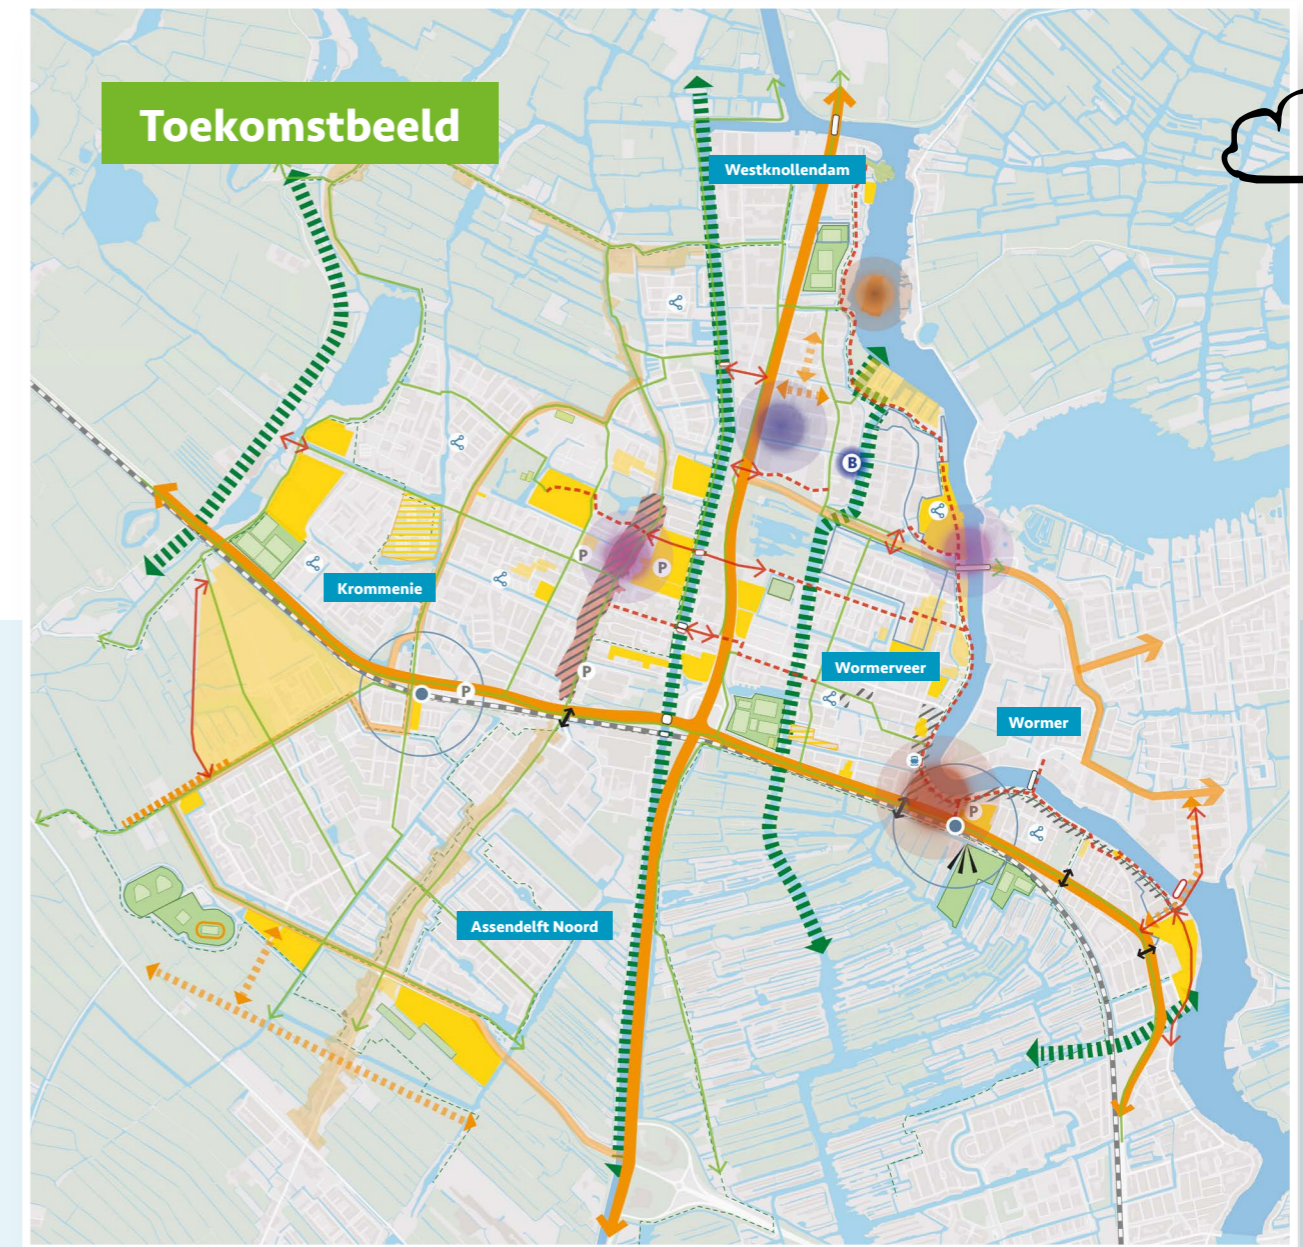 Toekomstbeeld
Westknollendam
B
P
P
Krommenie
Wormerveer
P
P
Wormer
P
Assendelft Noord